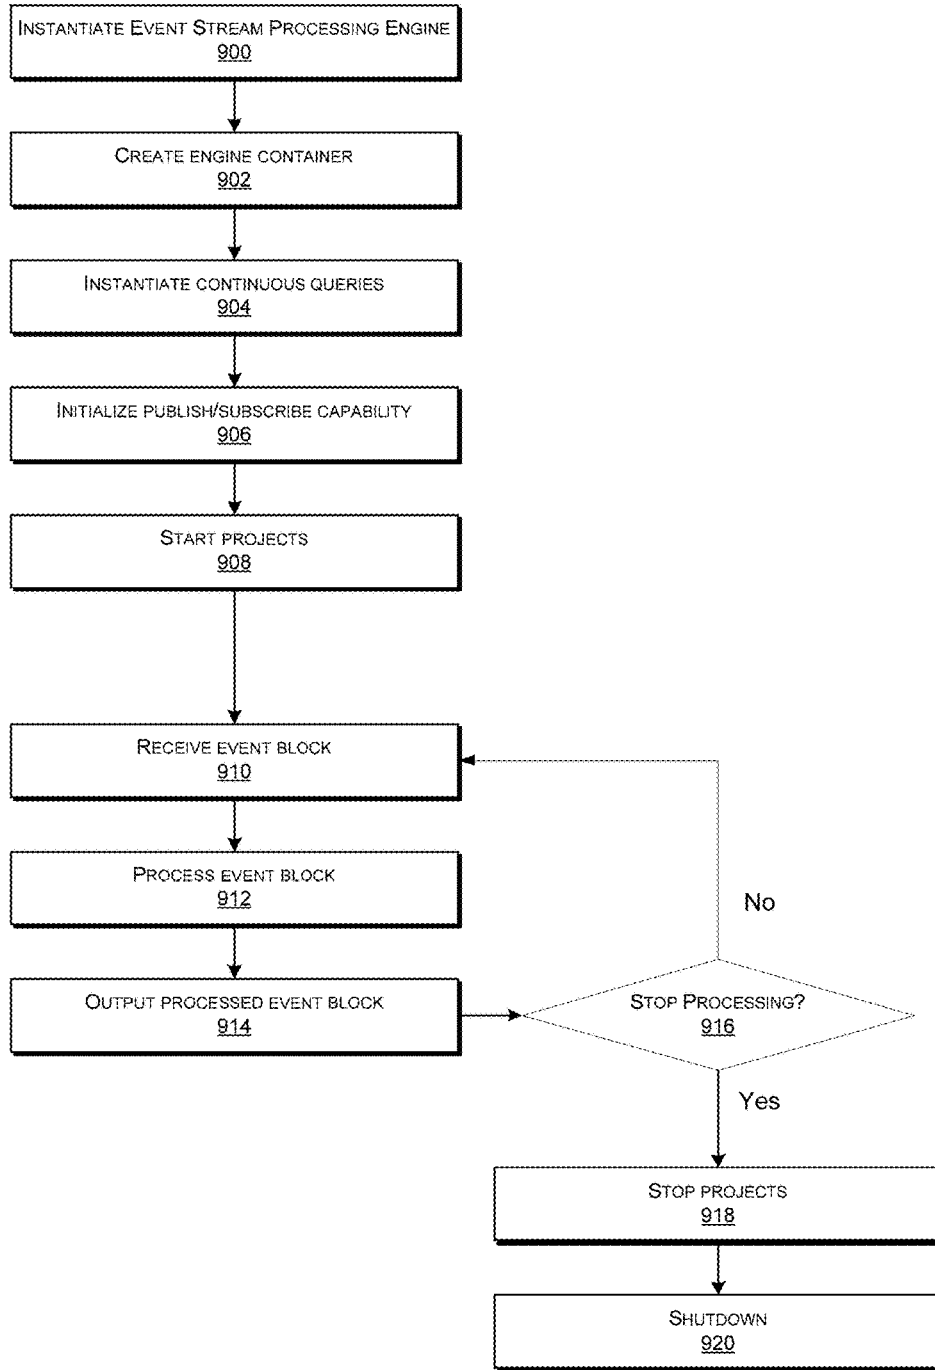 INSTANTIATE EVENT STREAM PROCESSING ENGINE
900
CREATE ENGINE CONTAINER
902
INSTANTIATE CONTINUOUS QUERIES
904
INITIALIZE PUBLISH/SUBSCRIBE CAPABILITY
906
START PROJECTS
908
RECEIVE EVENT BLOCK
910
PROCESS EVENT BLOCK
912
No
OUTPUT PROCESSED EVENT BLOCK
914
STOP PROCESSING?
916
Yes
STOP PROJECTS
918
SHUTDOWN
920